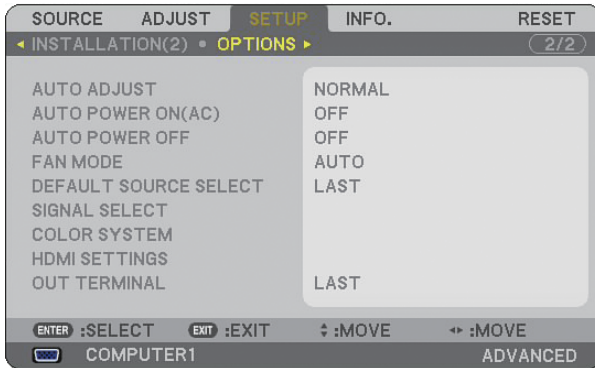 SOURCE ADJUST SETUP INFO. RESET
INSTALLATION(2) • OPTIONS 2/2
AUTO ADJUST NORMAL
AUTO POWER ON(AC) OFF
AUTO POWER OFF OFF
FAN MODE AUTO
DEFAULT SOURCE SELECT LAST
SIGNAL SELECT
COLOR SYSTEM
HDMI SETTINGS
OUT TERMINAL LAST
ENTER :SELECT EXIT :EXIT :MOVE :MOVE
COMPUTER1 ADVANCED